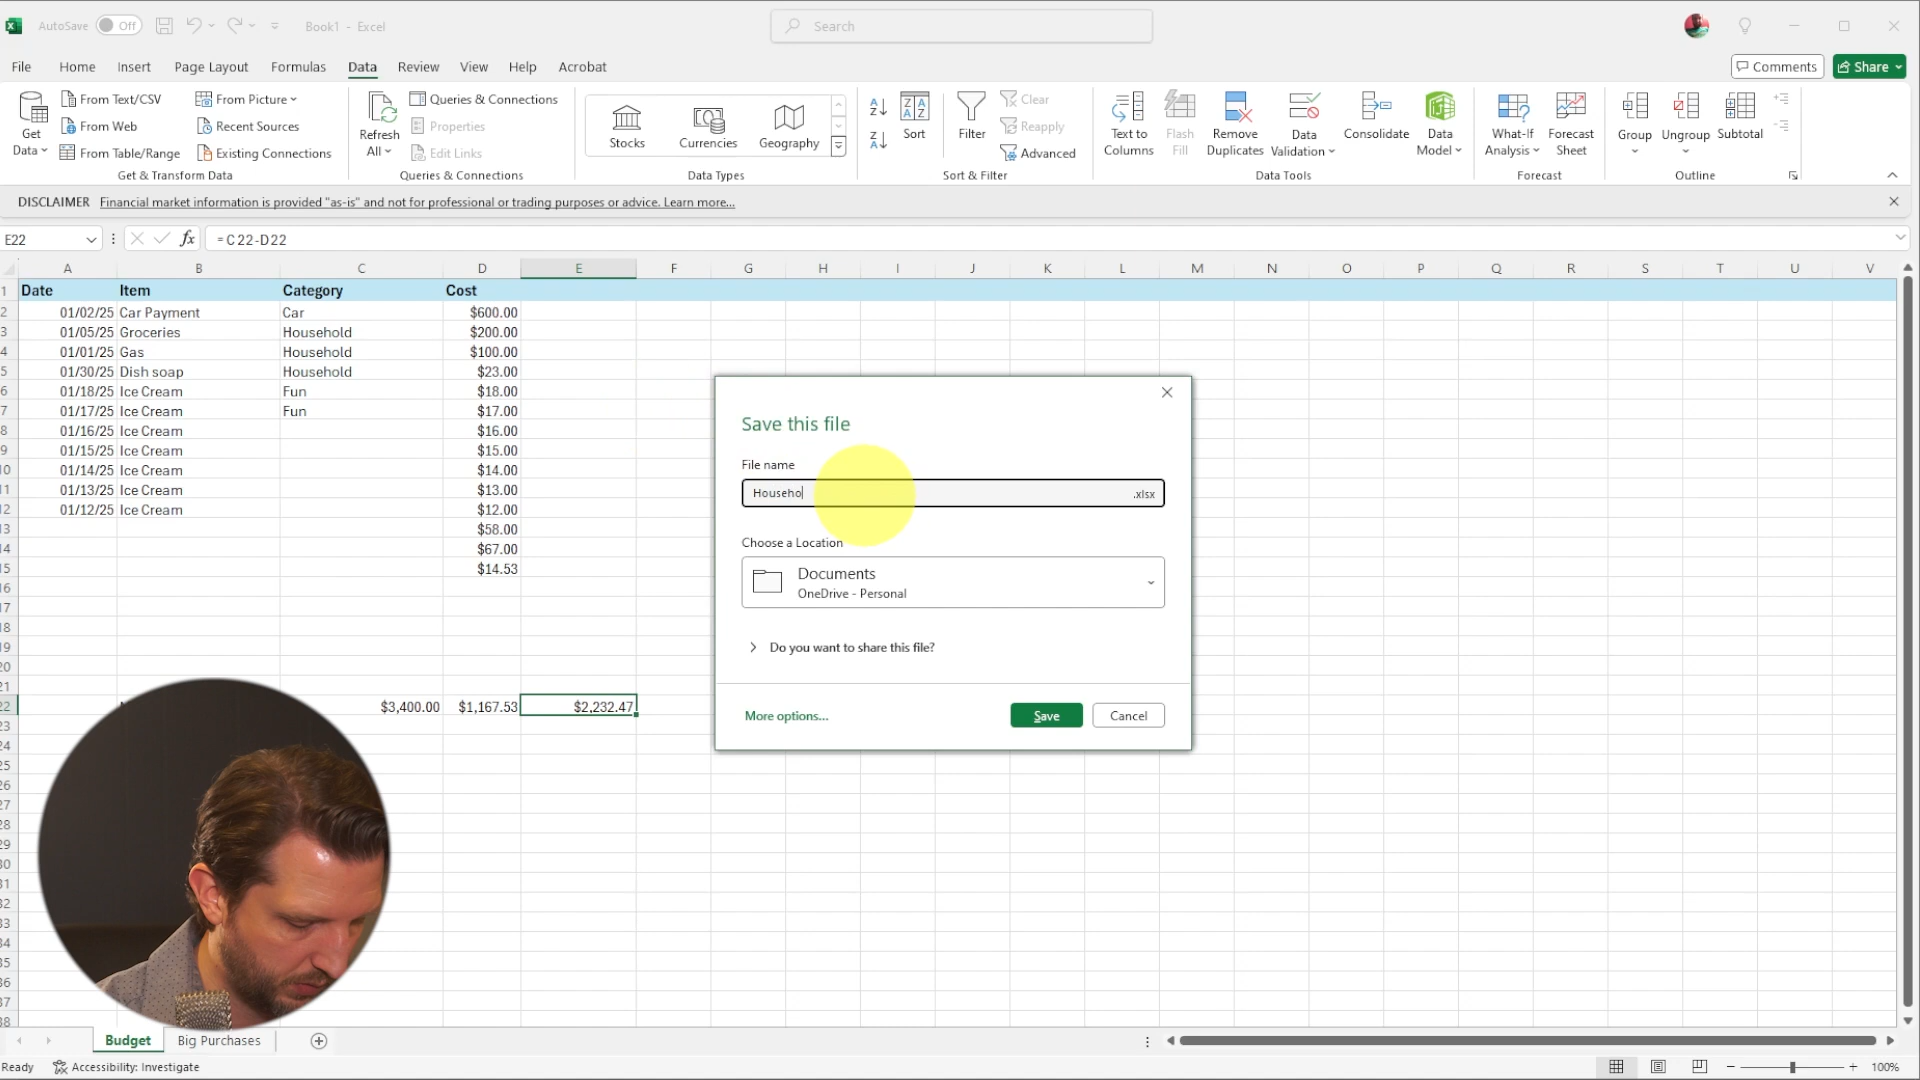 AutoSave Off Book1 - Excel Search
File Home Insert Page Layout Formulas Data Review View Help Acrobat Comments Share
Get Data From Text/CSV From Web From Table/Range From Picture Recent Sources Existing Connections
Get & Transform Data
Refresh All Queries & Connections Properties Edit Links
Queries & Connections
Stocks Currencies Geography
Data Types
Sort Filter Clear Reapply Advanced
Sort & Filter
Text to Columns Flash Fill Remove Duplicates Data Validation Consolidate Data Model
Data Tools
What-If Analysis Forecast Sheet
Forecast
Group Ungroup Subtotal
Outline
DISCLAIMER Financial market information is provided "as-is" and not for professional or trading purposes or advice. Learn more...
E22 fx =C22-D22
A B C D E F G H I J K L M N O P Q R S T U V
1 Date Item Category Cost
2 01/02/25 Car Payment Car $600.00
3 01/05/25 Groceries Household $200.00
4 01/01/25 Gas Household $100.00
5 01/30/25 Dish soap Household $23.00
6 01/18/25 Ice Cream Fun $18.00
7 01/17/25 Ice Cream Fun $17.00
8 01/16/25 Ice Cream $16.00
9 01/15/25 Ice Cream $15.00
10 01/14/25 Ice Cream $14.00
11 01/13/25 Ice Cream $13.00
12 01/12/25 Ice Cream $12.00
$58.00
$67.00
$14.53
$3,400.00 $1,167.53 $2,232.47
Save this file
File name
Househo .xlsx
Choose a Location
Documents
OneDrive - Personal
Do you want to share this file?
More options... Save Cancel
Budget Big Purchases
Ready Accessibility: Investigate 100%